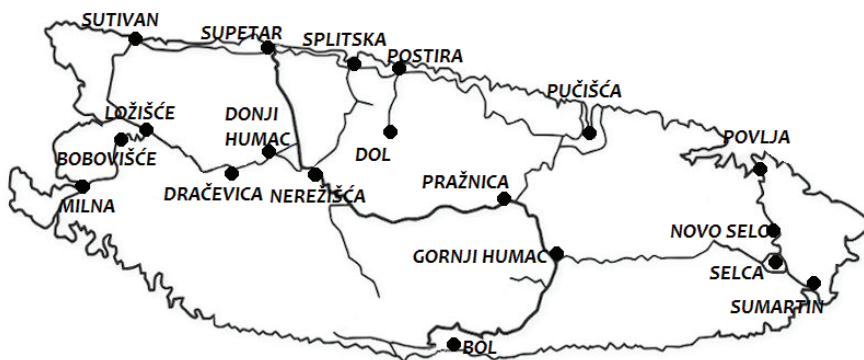 SUTIVAN
SUPETAR
SPLITSKA
POSTIRA
PUČIŠĆA
LOŽIŠĆE
DONJI
HUMAC
BOBOVIŠĆE
DOL
POVLJA
MILNA
DRAČEVICA
NEREŽIŠĆA
PRAŽNICA
NOVO SELO
GORNJI HUMAC
SELCA
SUMARTIN
BOL